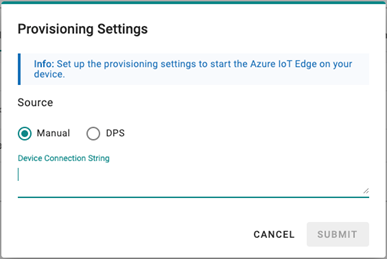 Provisioning Settings
Info: Set up the provisioning settings to start the Azure IoT Edge on your
device.
Source
Manual
DPS
Device Connection String
CANCEL
SUBMIT